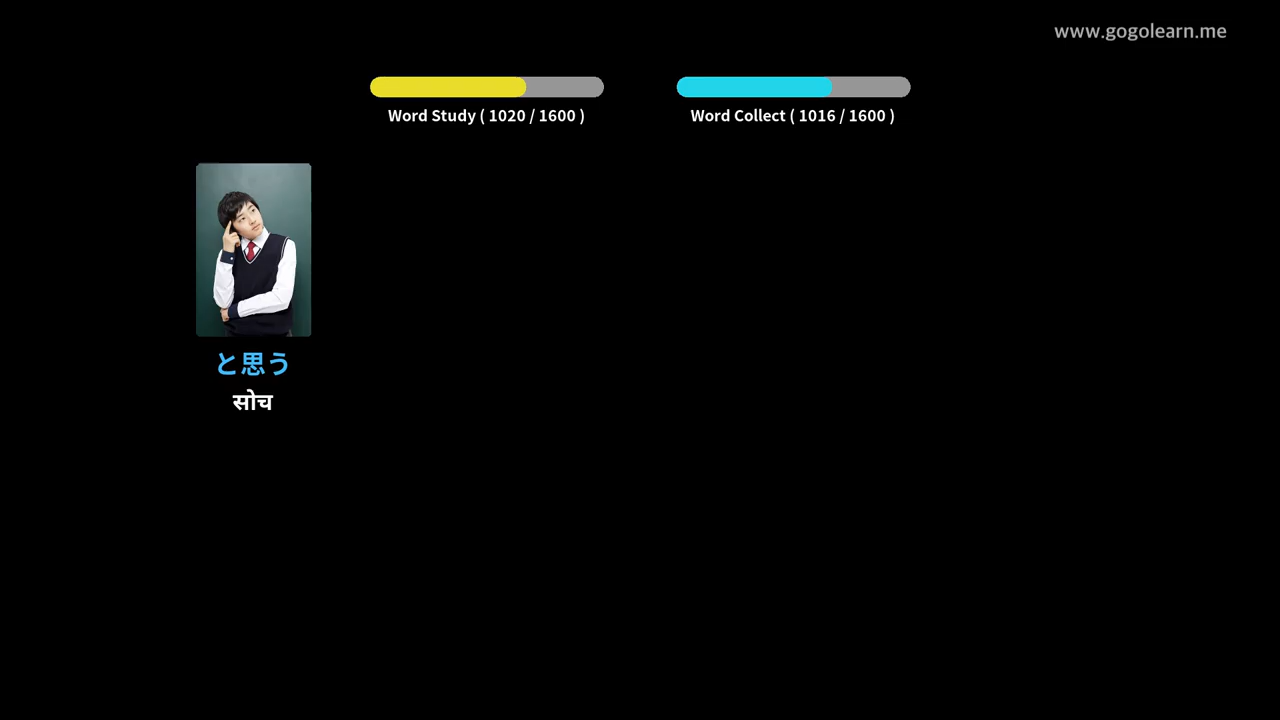 www.gogolearn.me
Word Study ( 1020 / 1600 )
Word Collect ( 1016 / 1600 )
と思う
सोच